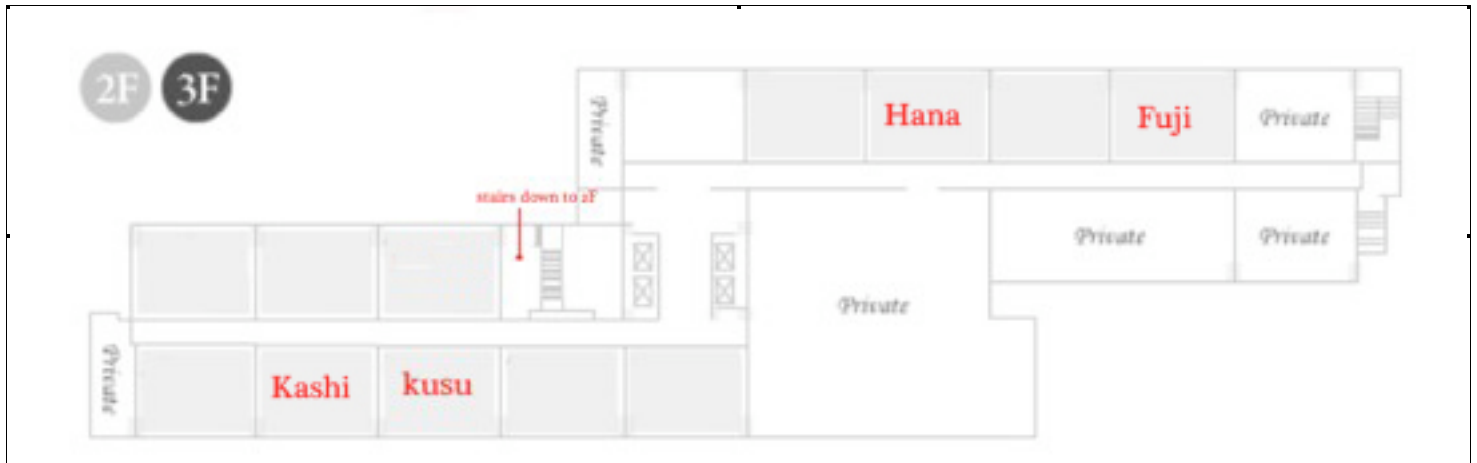 2F 3F
Private
Hana
Fuji
Private
stairs down to 2F
Private
Private
Private
Private
Kashi
kusu